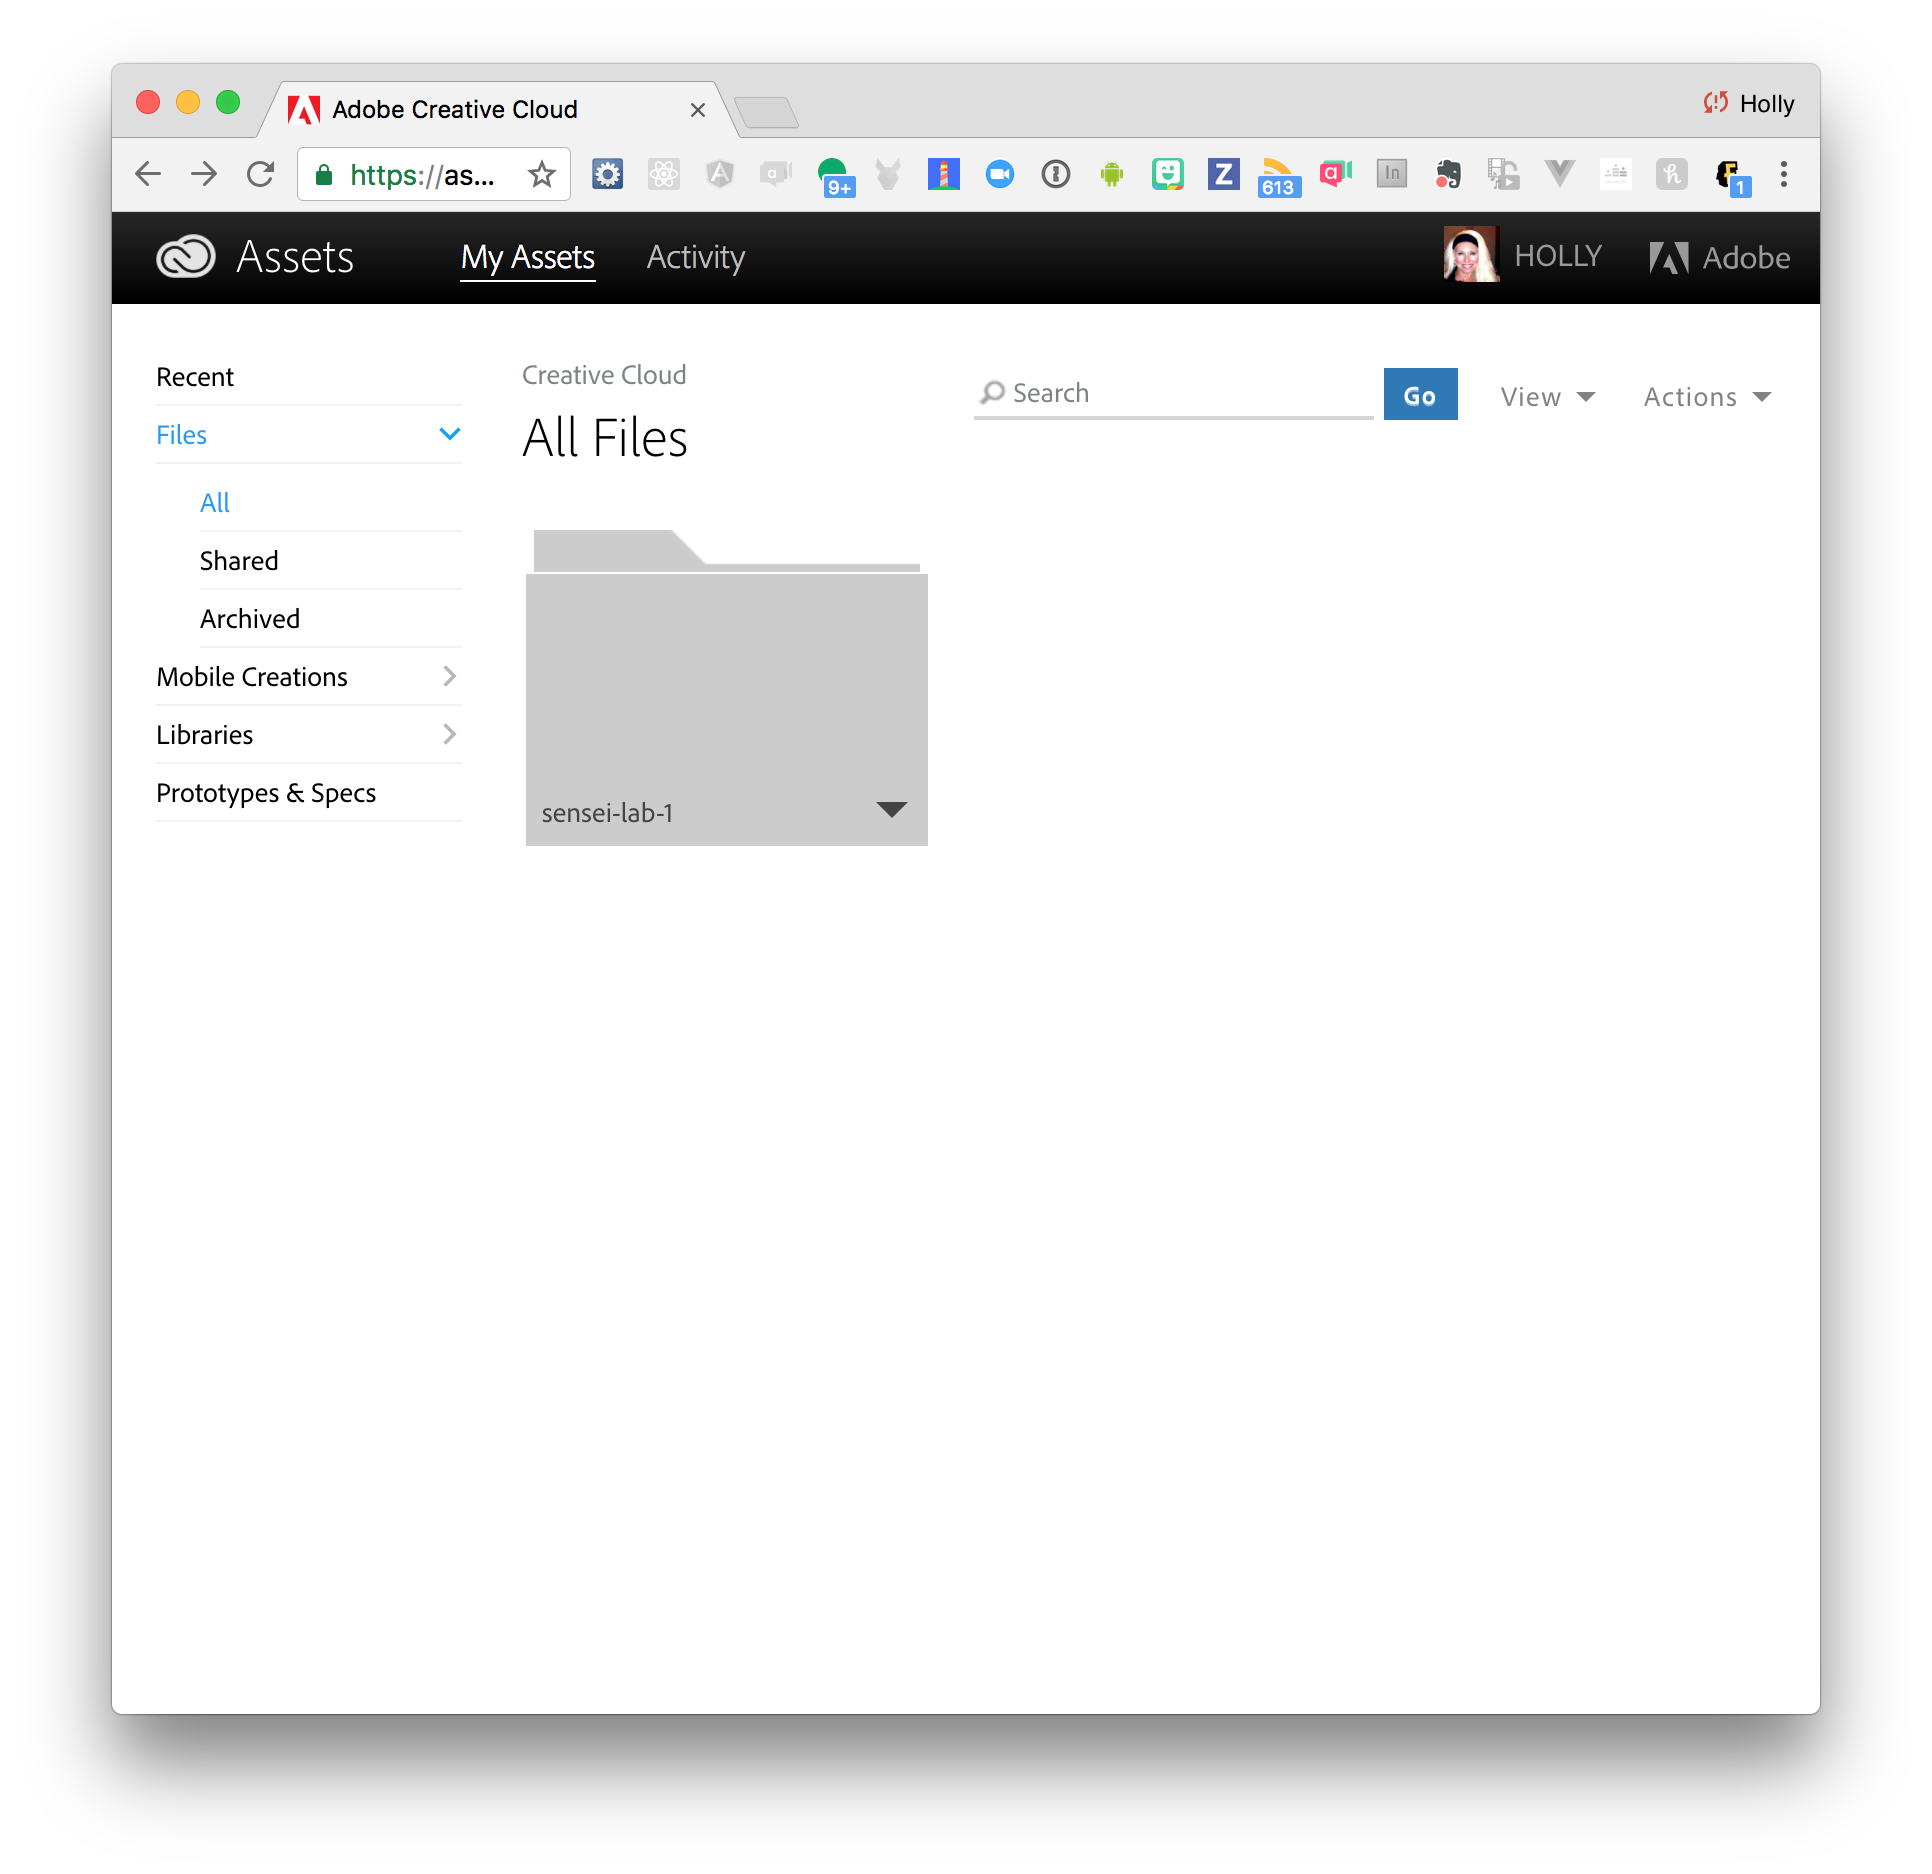 Adobe Creative Cloud
Holly
https://as...
9+
Z
613
a
In
h
1
Assets
My Assets
Activity
HOLLY
Adobe
Recent
Files
All
Shared
Archived
Mobile Creations
Libraries
Prototypes & Specs
Creative Cloud
All Files
Search
Go
View
Actions
sensei-lab-1